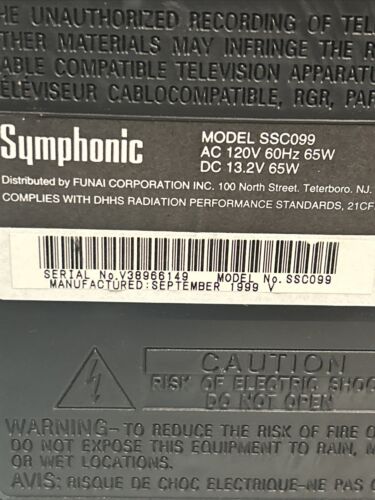 HE UNAUTHORIZED RECORDING OF TEL
THER MATERIALS MAY INFRINGE THE R
ABLE COMPATIBLE TELEVISION APPARAT
ÉLÉVISEUR CABLOCOMPATIBLE, RGR, PAR
Symphonic
MODEL SSC099
AC 120V 60Hz 65W
DC 13.2V 65W
Distributed by FUNAI CORPORATION INC. 100 North Street. Teterboro, NJ.
COMPLIES WITH DHHS RADIATION PERFORMANCE STANDARDS, 21CF
SERIAL No.V38966149 MODEL No.SSC099
MANUFACTURED:SEPTEMBER 1999 V
CAUTION
RISK OF ELECTRIC SHOC
DO NOT OPEN
WARNING- TO REDUCE THE RISK OF FIRE O
DO NOT EXPOSE THIS EQUIPMENT TO RAIN, M
OR WET LOCATIONS.
AVIS: RISQUE DE CHOC ELECTRIQUE-NE PAS O